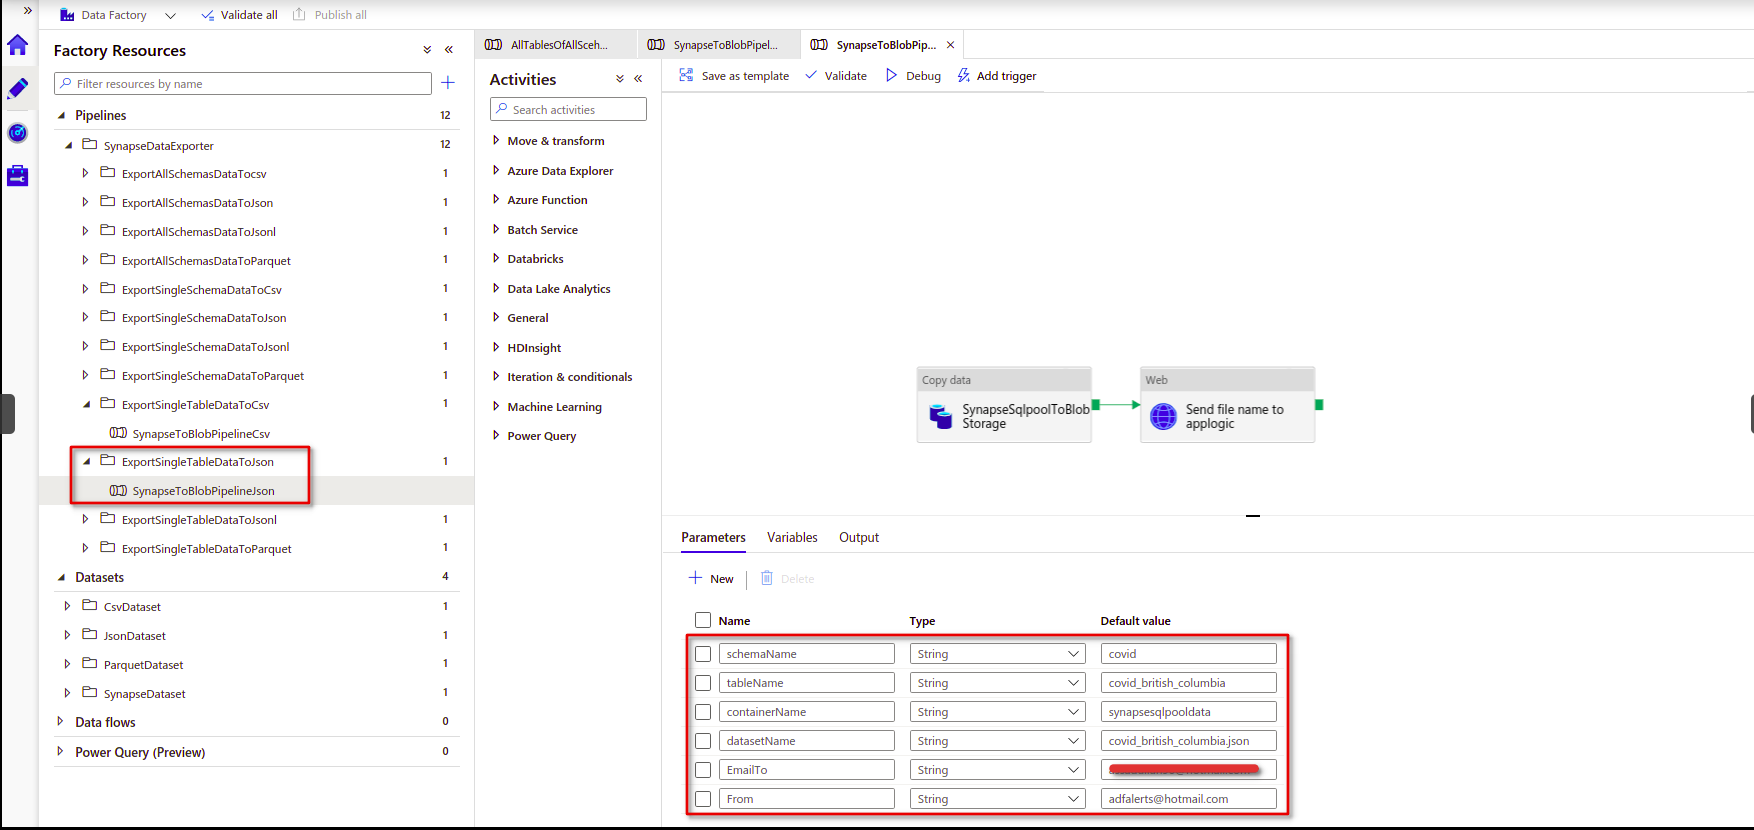 Data Factory
Validate all
Publish all
Factory Resources
Filter resources by name
Pipelines 12
SynapseDataExporter 12
ExportAllSchemasDataTocsv 1
ExportAllSchemasDataToJson 1
ExportAllSchemasDataToJsonl 1
ExportAllSchemasDataToParquet 1
ExportSingleSchemaDataToCsv 1
ExportSingleSchemaDataToJson 1
ExportSingleSchemaDataToJsonl 1
ExportSingleSchemaDataToParquet 1
ExportSingleTableDataToCsv 1
SynapseToBlobPipelineCsv
ExportSingleTableDataToJson 1
SynapseToBlobPipelineJson
ExportSingleTableDataToJsonl 1
ExportSingleTableDataToParquet 1
Datasets 4
CsvDataset 1
JsonDataset 1
ParquetDataset 1
SynapseDataset 1
Data flows 0
Power Query (Preview) 0
AllTablesOfAllSceh...
SynapseToBlobPipel...
SynapseToBlobPip...
Activities
Search activities
Move & transform
Azure Data Explorer
Azure Function
Batch Service
Databricks
Data Lake Analytics
General
HDInsight
Iteration & conditionals
Machine Learning
Power Query
Save as template
Validate
Debug
Add trigger
Copy data
SynapseSqlpoolToBlob
Storage
Web
Send file name to
applogic
Parameters Variables Output
New
Delete
Name Type Default value
schemaName String covid
tableName String covid_british_columbia
containerName String synapsesqlpooldata
datasetName String covid_british_columbia.json
EmailTo String
From String adfalerts@hotmail.com